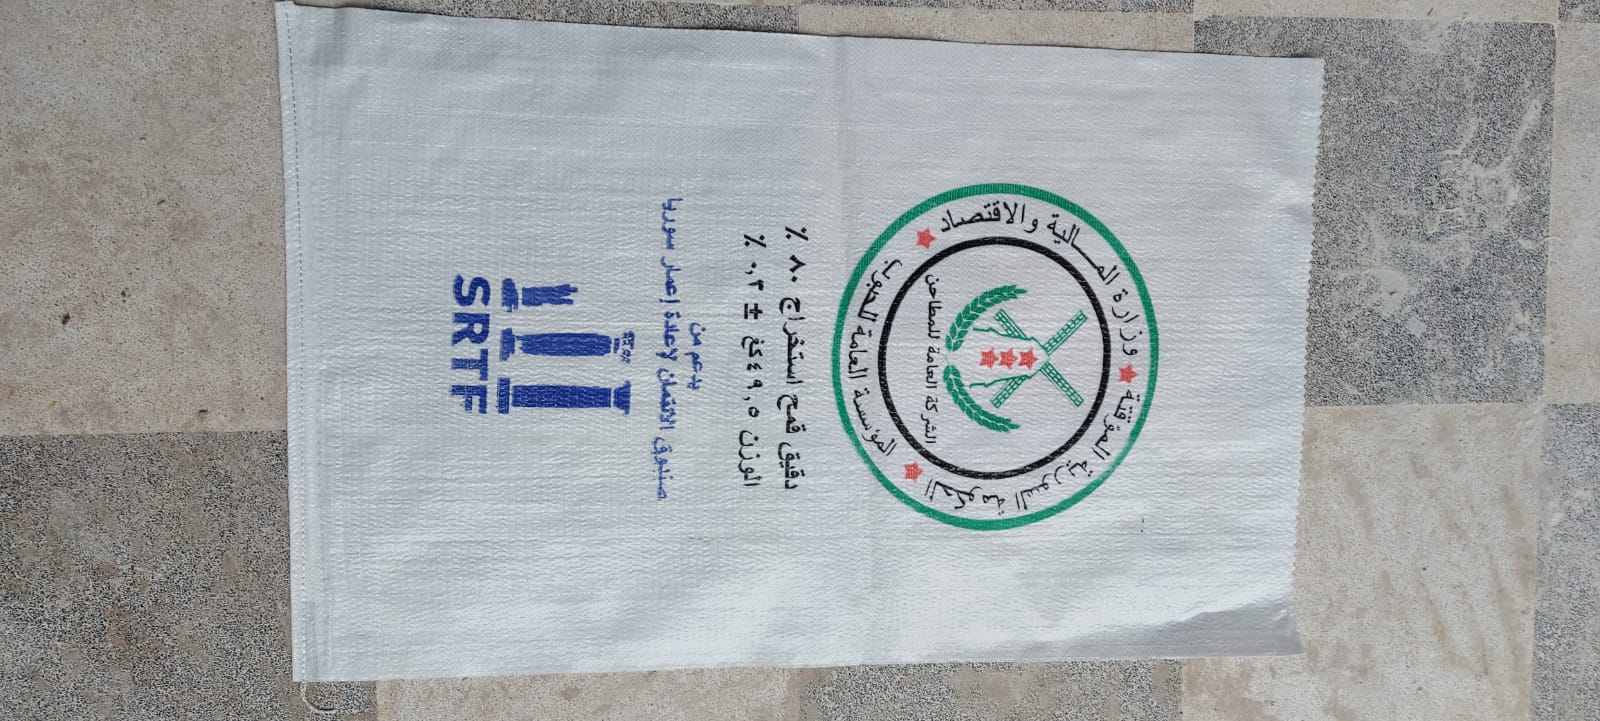 الحكومة السورية المؤقتة
وزارة المالية والاقتصاد
المؤسسة العامة للحبوب
الشركة العامة للمطاحن
دقيق قمح استخراج ٨٠ ٪
الوزن ٤٩,٥ كغ ± ٠,٣ ٪
بدعم من
صندوق الائتمان لإعادة إعمار سوريا
SRTF